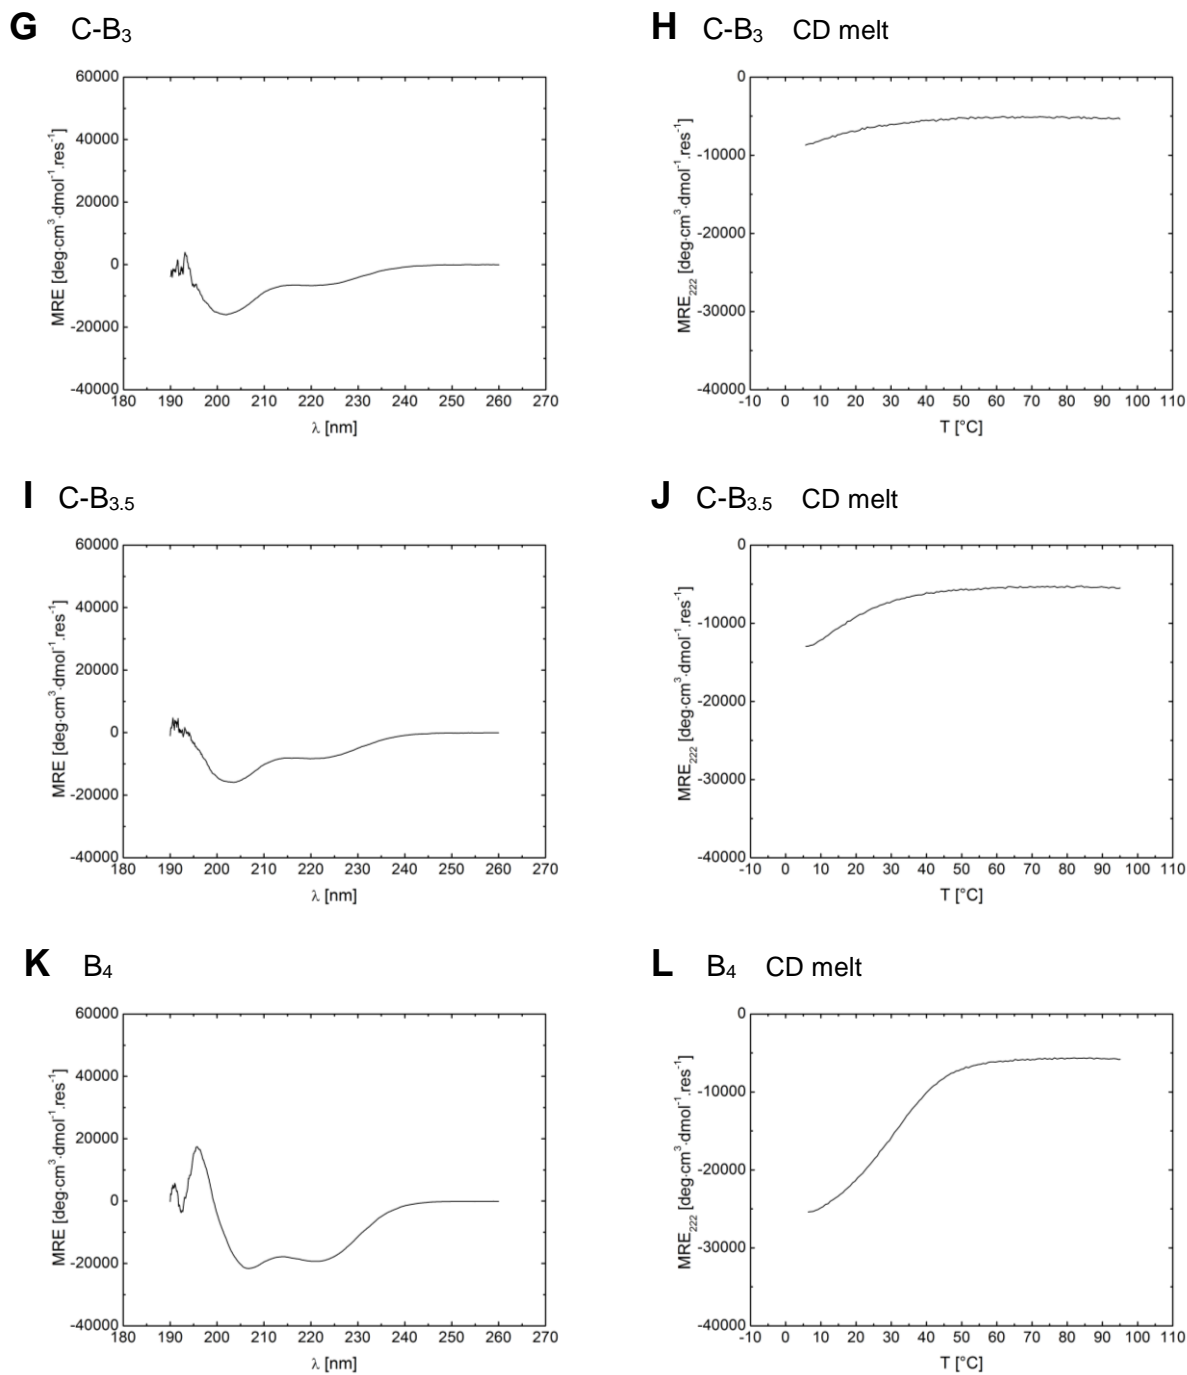 G C-B3
H C-B3 CD melt
60000
40000
20000
0
-20000
-40000
MRE [deg·cm3·dmol-1.res-1]
180 190 200 210 220 230 240 250 260 270
λ [nm]
0
-10000
-20000
-30000
-40000
MRE222 [deg·cm3·dmol-1.res-1]
-10 0 10 20 30 40 50 60 70 80 90 100 110
T [°C]
I C-B3.5
J C-B3.5 CD melt
60000
40000
20000
0
-20000
-40000
MRE [deg·cm3·dmol-1.res-1]
180 190 200 210 220 230 240 250 260 270
λ [nm]
0
-10000
-20000
-30000
-40000
MRE222 [deg·cm3·dmol-1.res-1]
-10 0 10 20 30 40 50 60 70 80 90 100 110
T [°C]
K B4
L B4 CD melt
60000
40000
20000
0
-20000
-40000
MRE [deg·cm3·dmol-1.res-1]
180 190 200 210 220 230 240 250 260 270
λ [nm]
0
-10000
-20000
-30000
-40000
MRE222 [deg·cm3·dmol-1.res-1]
-10 0 10 20 30 40 50 60 70 80 90 100 110
T [°C]